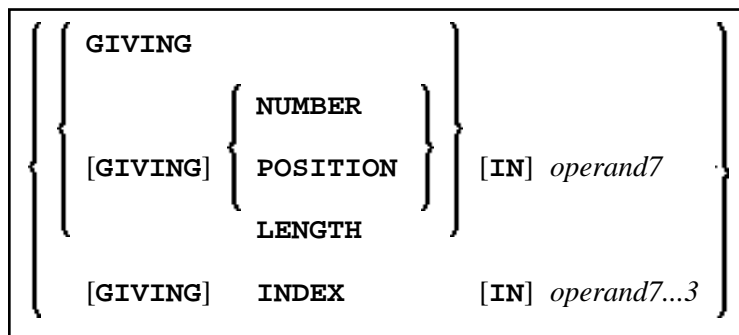 GIVING
NUMBER
[GIVING] POSITION [IN] operand7
LENGTH
[GIVING] INDEX [IN] operand7...3